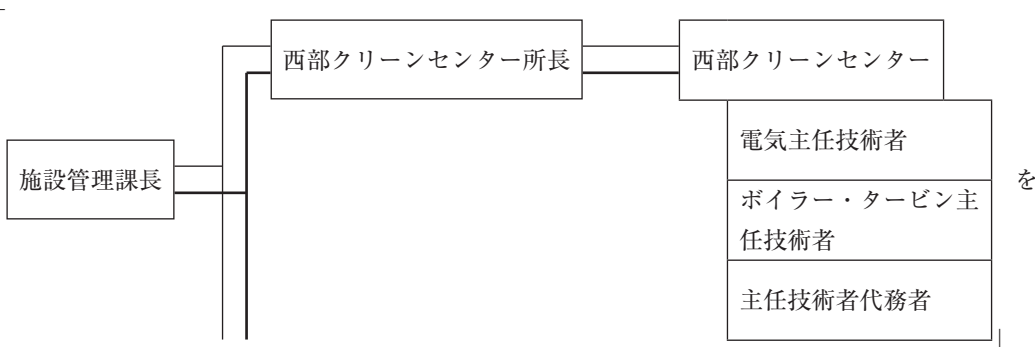 西部クリーンセンター所長
西部クリーンセンター
電気主任技術者
施設管理課長
を
ボイラー・タービン主
任技術者
主任技術者代務者